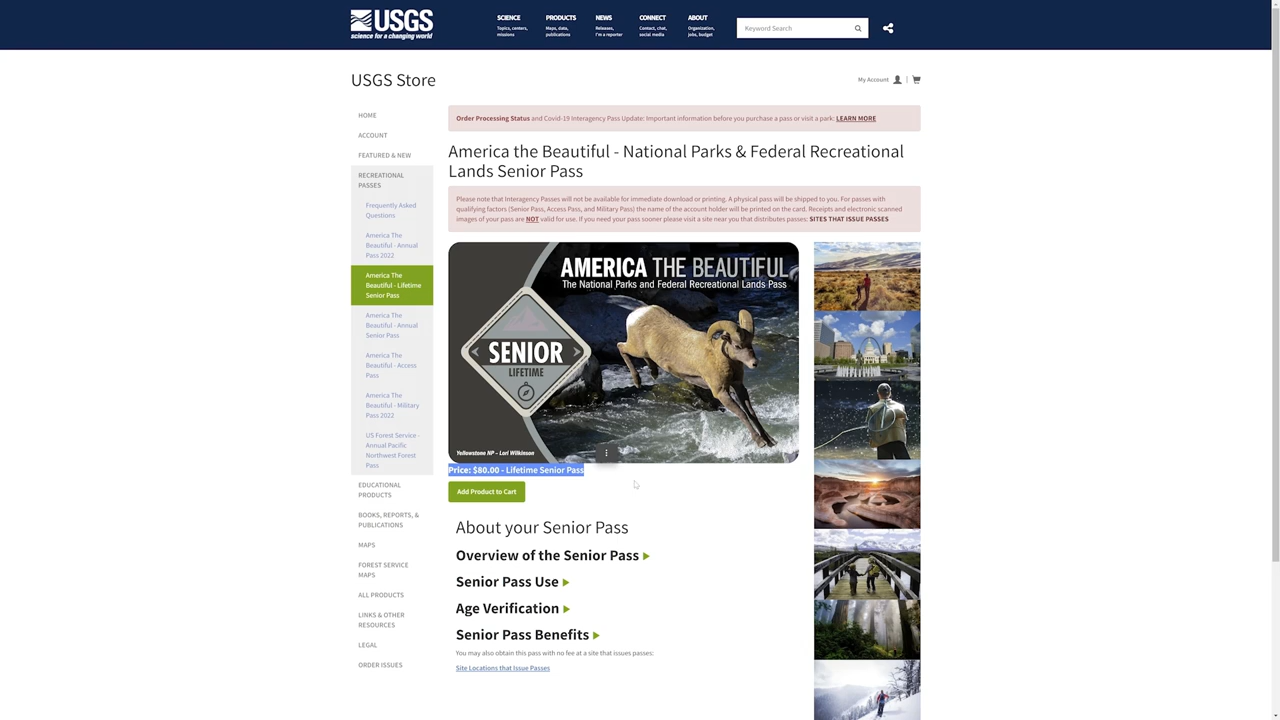 USGS
science for a changing world
SCIENCE
Topics, centers,
missions
PRODUCTS
Maps, data,
publications
NEWS
Releases,
I'm a reporter
CONNECT
Contact, chat,
social media
ABOUT
Organization,
jobs, budget
Keyword Search
USGS Store
My Account
HOME
ACCOUNT
FEATURED & NEW
RECREATIONAL
PASSES
Frequently Asked
Questions
America The
Beautiful - Annual
Pass 2022
America The
Beautiful - Lifetime
Senior Pass
America The
Beautiful - Annual
Senior Pass
America The
Beautiful - Access
Pass
America The
Beautiful - Military
Pass 2022
US Forest Service -
Annual Pacific
Northwest Forest
Pass
EDUCATIONAL
PRODUCTS
BOOKS, REPORTS, &
PUBLICATIONS
MAPS
FOREST SERVICE
MAPS
ALL PRODUCTS
LINKS & OTHER
RESOURCES
LEGAL
ORDER ISSUES
Order Processing Status and Covid-19 Interagency Pass Update: Important information before you purchase a pass or visit a park: LEARN MORE
America the Beautiful - National Parks & Federal Recreational
Lands Senior Pass
Please note that Interagency Passes will not be available for immediate download or printing. A physical pass will be shipped to you. For passes with
qualifying factors (Senior Pass, Access Pass, and Military Pass) the name of the account holder will be printed on the card. Receipts and electronic scanned
images of your pass are NOT valid for use. If you need your pass sooner please visit a site near you that distributes passes: SITES THAT ISSUE PASSES
AMERICA THE BEAUTIFUL
The National Parks and Federal Recreational Lands Pass
SENIOR
LIFETIME
Yellowstone NP – Lori Wilkinson
Price: $80.00 - Lifetime Senior Pass
Add Product to Cart
About your Senior Pass
Overview of the Senior Pass
Senior Pass Use
Age Verification
Senior Pass Benefits
You may also obtain this pass with no fee at a site that issues passes:
Site Locations that Issue Passes